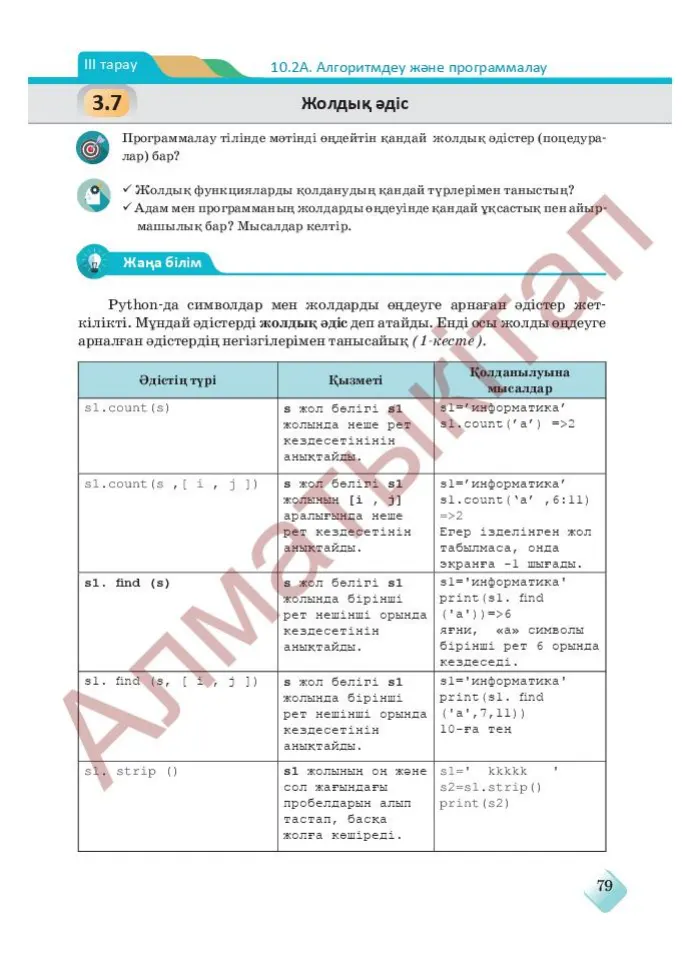 III тарау
10.2А. Алгоритмдеу және программалау
3.7
Жолдық әдіс
Программалау тілінде мәтінді өңдейтін қандай жолдық әдістер (поцедура-
лар) бар?
✓ Жолдық функцияларды қолданудың қандай түрлерімен таныстың?
✓ Адам мен программаның жолдарды өңдеуінде қандай ұқсастық пен айыр-
машылық бар? Мысалдар келтір.
Жаңа білім
Python-да символдар мен жолдарды өңдеуге арнаған әдістер жет-
кілікті. Мұндай әдістерді жолдық әдіс деп атайды. Енді осы жолды өңдеуге
арналған әдістердің негізгілерімен танысайық (1-кесте).
Әдістің түрі
Қызметі
Қолданылуына
мысалдар
s1.count(s)
s жол бөлігі s1
жолында неше рет
кездесетінінін
анықтайды.
s1=’информатика’
s1.count(’а’) =>2
s1.count(s ,[ i , j ])
s жол бөлігі s1
жолының [i , j]
аралығында неше
рет кездесетінін
анықтайды.
s1=’информатика’
s1.count(‘а’ ,6:11)
=>2
Егер ізделінген жол
табылмаса, онда
экранға -1 шығады.
s1. find (s)
s жол бөлігі s1
жолында бірінші
рет нешінші орында
кездесетінін
анықтайды.
s1='информатика'
print(s1. find
('а'))=>6
яғни, «а» символы
бірінші рет 6 орында
кездеседі.
s1. find (s, [ i , j ])
s жол бөлігі s1
жолында бірінші
рет нешінші орында
кездесетінін
анықтайды.
s1='информатика'
print(s1. find
('а',7,11))
10-ға тең
s1. strip ()
s1 жолының оң және
сол жағындағы
пробелдарын алып
тастап, басқа
жолға көшіреді.
s1=' kkkkk '
s2=s1.strip()
print(s2)
79
Алматыкітап